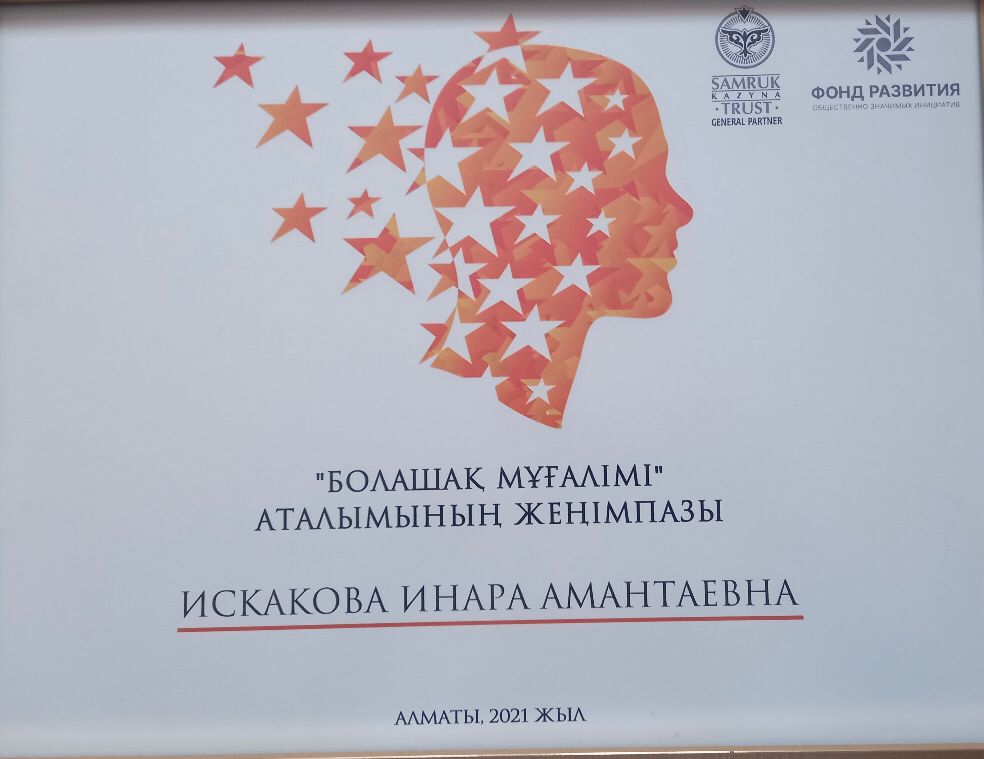 SAMRUK
KAZYNA
·TRUST·
GENERAL PARTNER
ФОНД РАЗВИТИЯ
ОБЩЕСТВЕННО ЗНАЧИМЫХ ИНИЦИАТИВ
"БОЛАШАҚ МҰҒАЛІМІ"
АТАЛЫМЫНЫҢ ЖЕҢІМПАЗЫ
ИСКАКОВА ИНАРА АМАНТАЕВНА
АЛМАТЫ, 2021 ЖЫЛ